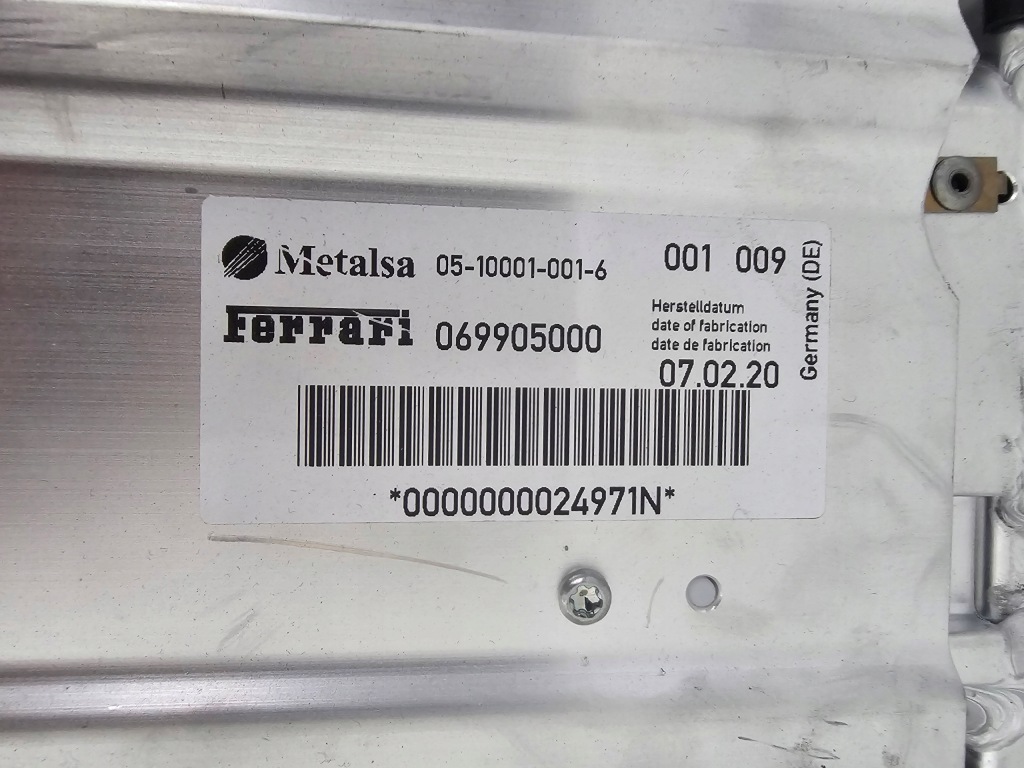 Metalsa 05-10001-001-6 001 009
Ferrari 069905000
Herstelldatum
date of fabrication
date de fabrication
07.02.20
Germany (DE)
*0000000024971N*